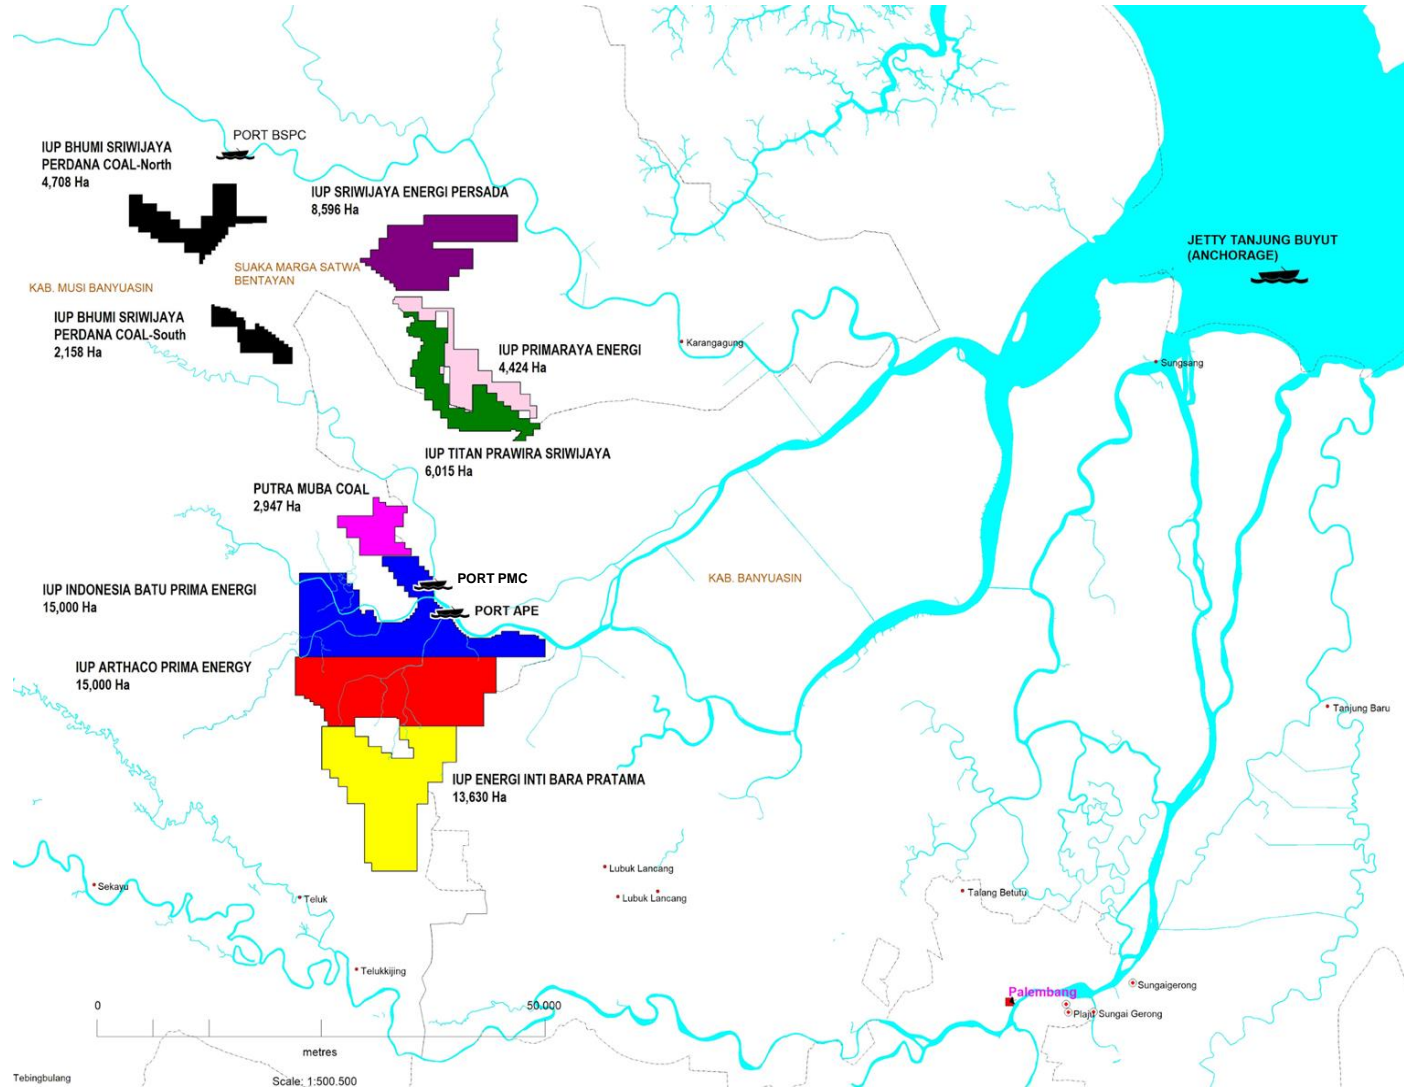 PORT BSPC
IUP BHUMI SRIWIJAYA
PERDANA COAL-North
4,708 Ha
IUP SRIWIJAYA ENERGI PERSADA
8,596 Ha
JETTY TANJUNG BUYUT
(ANCHORAGE)
SUAKA MARGA SATWA
BENTAYAN
KAB. MUSI BANYUASIN
IUP BHUMI SRIWIJAYA
PERDANA COAL-South
2,158 Ha
Karangagung
IUP PRIMARAYA ENERGI
4,424 Ha
Sungsang
IUP TITAN PRAWIRA SRIWIJAYA
6,015 Ha
PUTRA MUBA COAL
2,947 Ha
PORT PMC
KAB. BANYUASIN
IUP INDONESIA BATU PRIMA ENERGI
15,000 Ha
PORT APE
IUP ARTHACO PRIMA ENERGY
15,000 Ha
Tanjung Baru
IUP ENERGI INTI BARA PRATAMA
13,630 Ha
Lubuk Lancang
Sekayu
Teluk
Lubuk Lancang
Talang Betutu
Telukkijing
Sungaigerong
Palembang
Plaju
Sungai Gerong
0
50.000
metres
Scale: 1:500.500
Tebingbulang